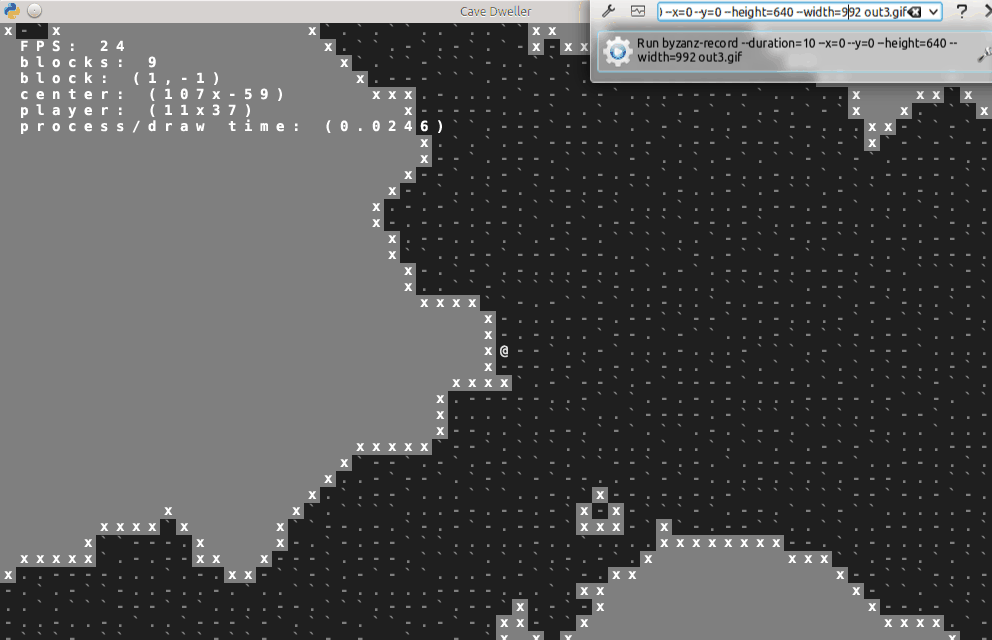 Cave Dweller
) --x=0 --y=0 --height=640 --width=992 out3.gif
Run byzanz-record --duration=10 --x=0 --y=0 --height=640 --
width=992 out3.gif
FPS: 24
blocks: 9
block: (1,-1)
center: (107x-59)
player: (11x37)
process/draw time: (0.0246)
@